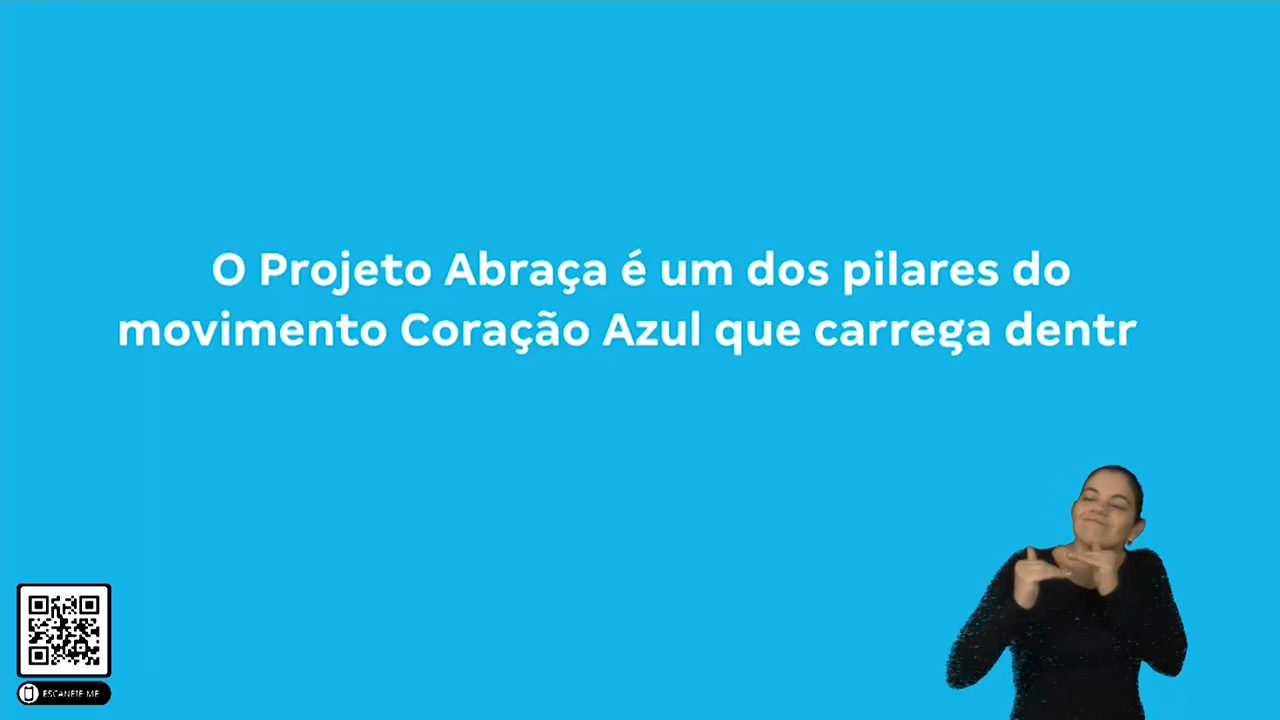 O Projeto Abraça é um dos pilares do
movimento Coração Azul que carrega dentr
ESCANEIE ME